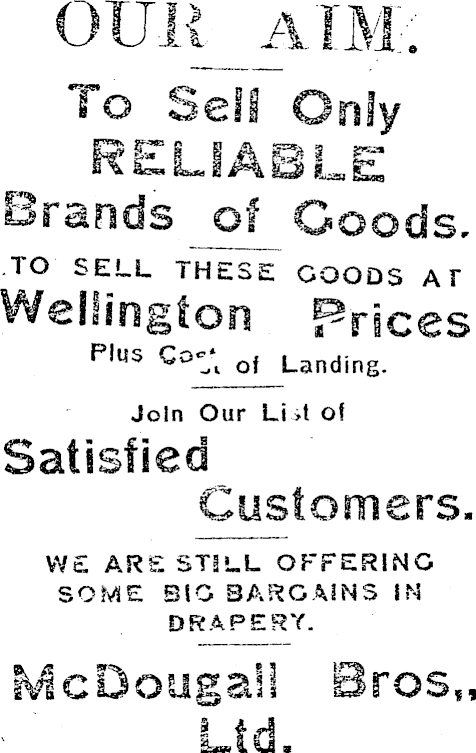 OUR AIM.
To Sell Only
RELIABLE
Brands of Goods.
TO SELL THESE GOODS AT
Wellington Prices
Plus Cost of Landing.
Join Our List of
Satisfied
Customers.
WE ARE STILL OFFERING
SOME BIG BARGAINS IN
DRAPERY.
McDougall Bros.,
Ltd.